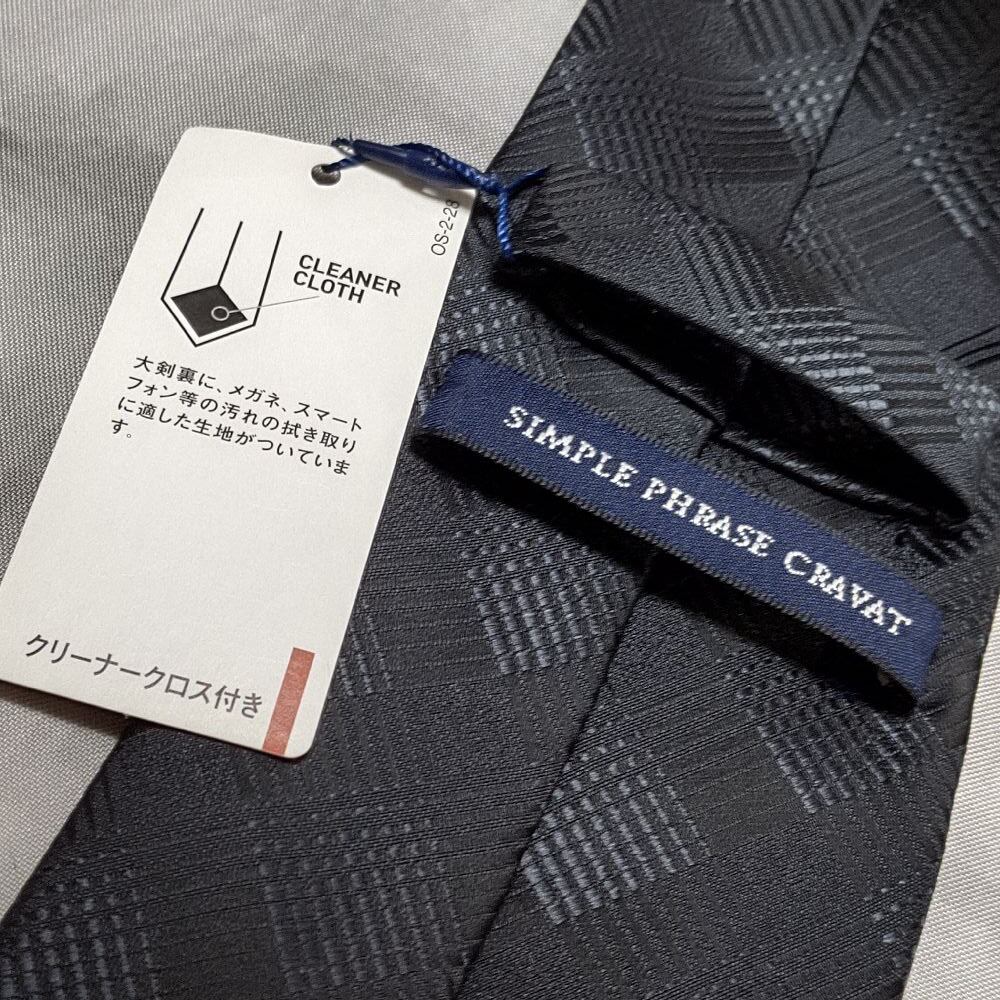 OS-2-28
CLEANER
CLOTH
大剣裏に、メガネ、スマート
フォン等の汚れの拭き取り
に適した生地がついていま
す。
クリーナークロス付き
SIMPLE PHRASE CRAVAT